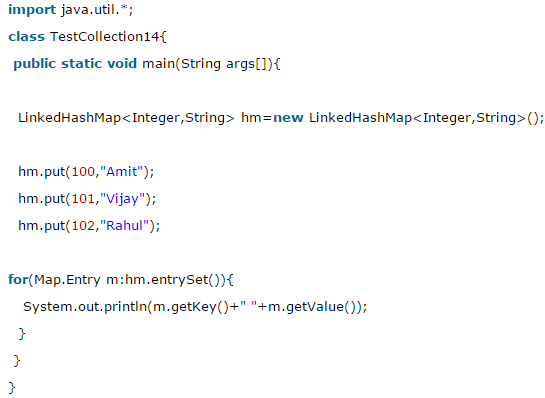 import java.util.*;
class TestCollection14{
public static void main(String args[]){
LinkedHashMap<Integer,String> hm=new LinkedHashMap<Integer,String>();
hm.put(100,"Amit");
hm.put(101,"Vijay");
hm.put(102,"Rahul");
for(Map.Entry m:hm.entrySet()){
System.out.println(m.getKey()+" "+m.getValue());
}
}
}